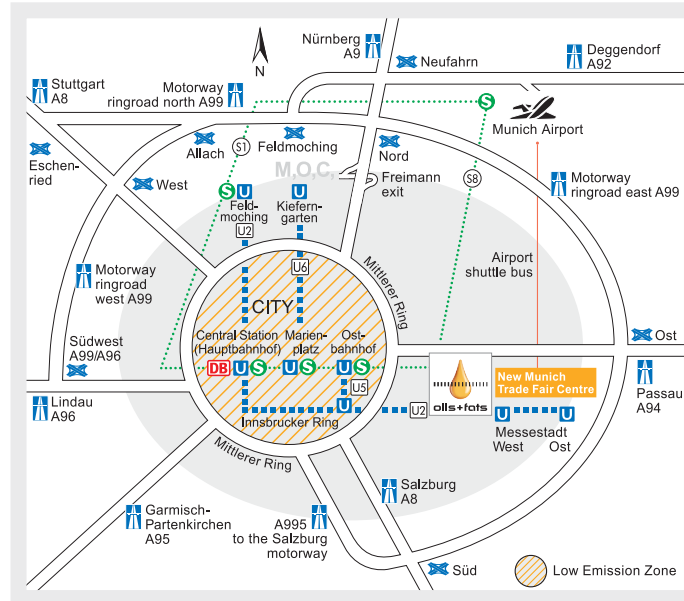 Nürnberg
A9
Deggendorf
A92
Neufahrn
N
Stuttgart
A8
Motorway
ringroad north A99
S
Munich Airport
Eschen-
ried
Allach
S1
Feldmoching
Nord
M,O,C,
West
Freimann
exit
S8
Motorway
ringroad east A99
S
U
U
Feld-
moching
Kiefern-
garten
U2
U6
Mittlerer Ring
Airport
shuttle bus
Motorway
ringroad
west A99
CITY
Südwest
A99/A96
Central Station
(Hauptbahnhof)
Marien-
platz
Ost-
bahnhof
Ost
DB
U
S
U
S
U
S
U5
oils+fats
New Munich
Trade Fair Centre
Passau
A94
Lindau
A96
U
Innsbrucker Ring
U2
U
U
Messestadt
West
Ost
Mittlerer Ring
Salzburg
A8
Garmisch-
Partenkirchen
A95
A995
to the Salzburg
motorway
Süd
Low Emission Zone